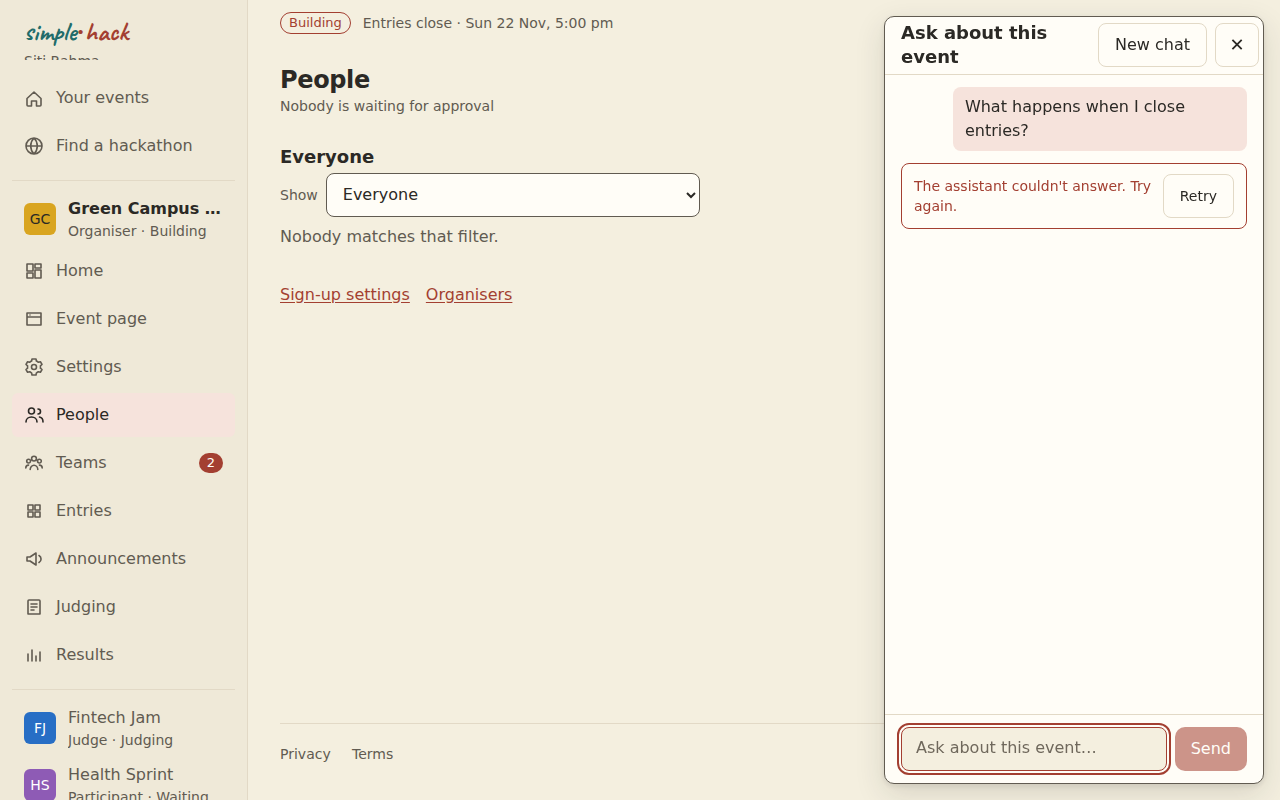 simple·hack
Siti Rahma
Your events
Find a hackathon
GC
Green Campus ...
Organiser · Building
Home
Event page
Settings
People
Teams
2
Entries
Announcements
Judging
Results
FJ
Fintech Jam
Judge · Judging
HS
Health Sprint
Participant · Waiting
Building
Entries close · Sun 22 Nov, 5:00 pm
People
Nobody is waiting for approval
Everyone
Show
Everyone
Nobody matches that filter.
Sign-up settings
Organisers
Privacy
Terms
Ask about this
event
New chat
✕
What happens when I close
entries?
The assistant couldn't answer. Try
again.
Retry
Ask about this event…
Send